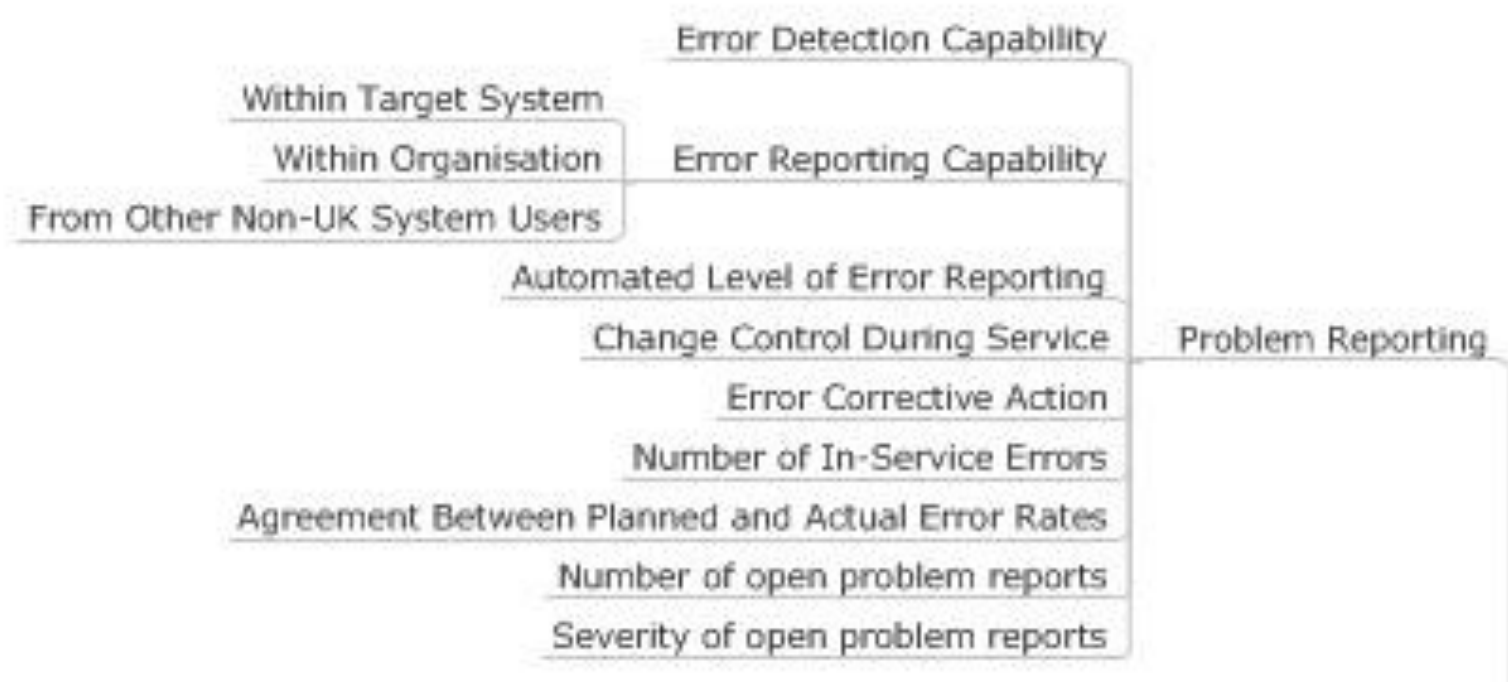 Error Detection Capability
Within Target System
Within Organisation
Error Reporting Capability
From Other Non-UK System Users
Automated Level of Error Reporting
Change Control During Service
Problem Reporting
Error Corrective Action
Number of In-Service Errors
Agreement Between Planned and Actual Error Rates
Number of open problem reports
Severity of open problem reports